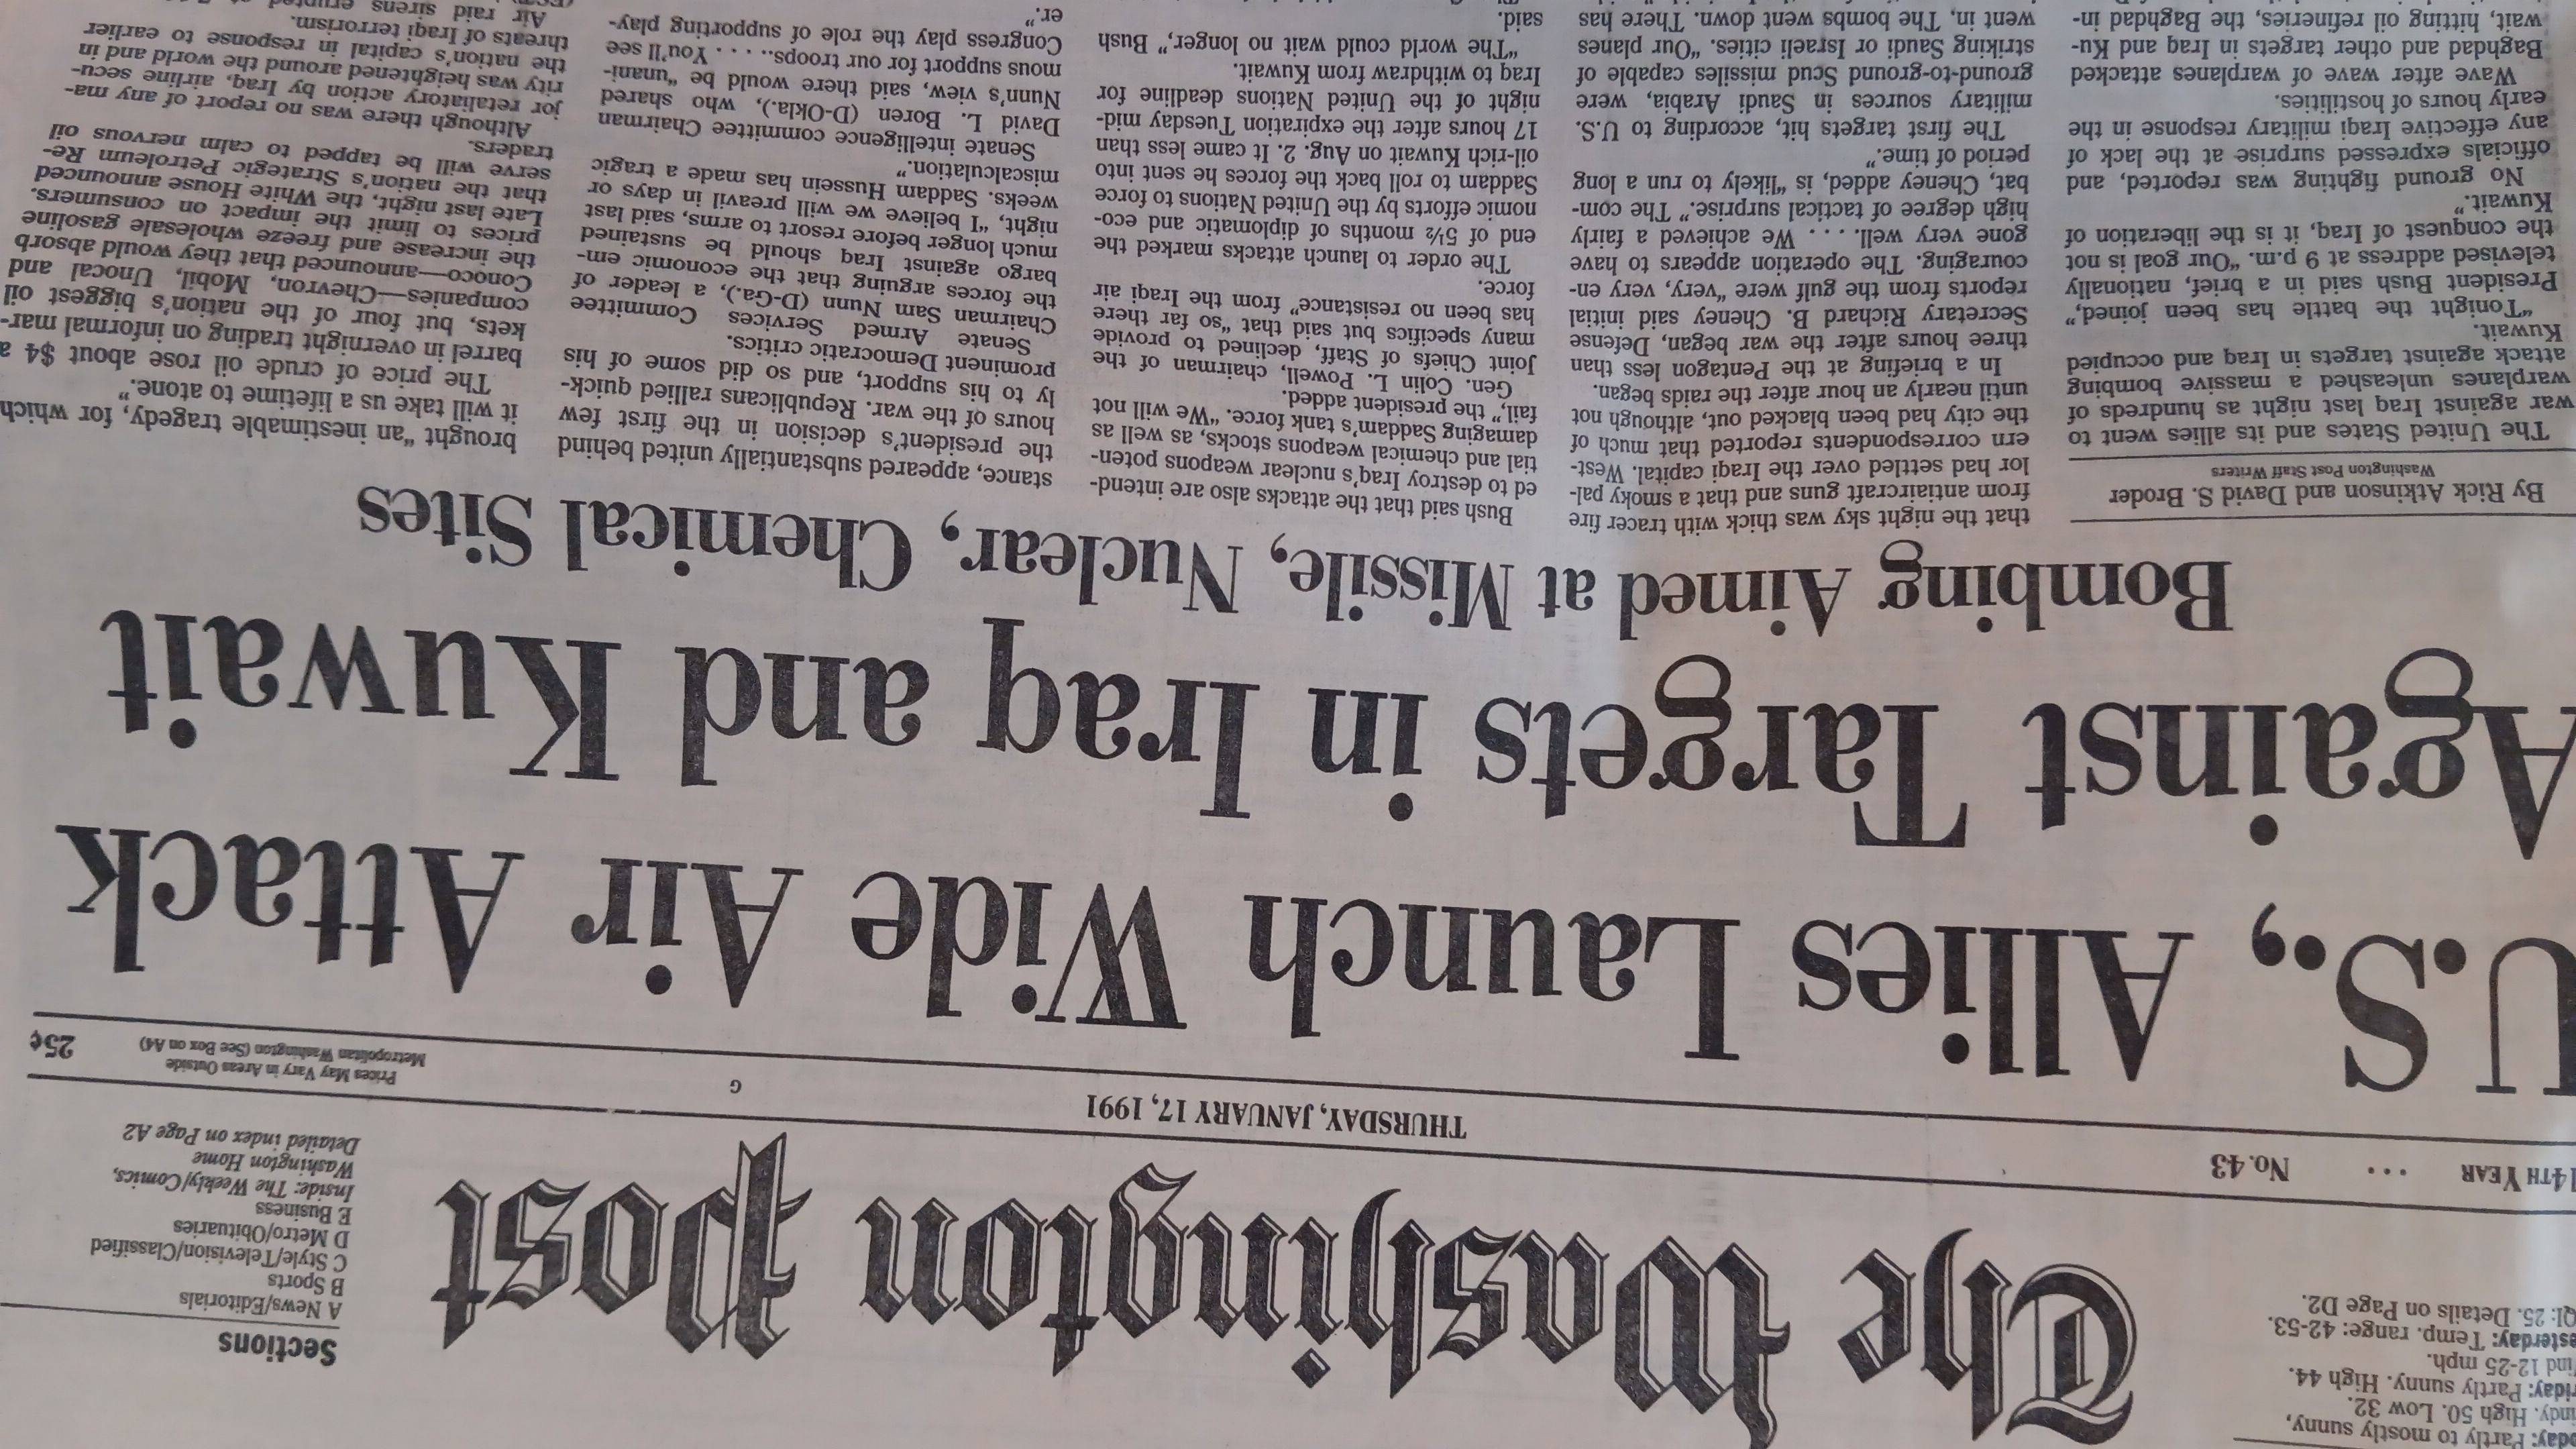 Partly to mostly sunny,
High 50. Low 32.
Partly sunny. High 44.
12-25 mph.
Temp. range: 42-53.
25. Details on Page D2.
The Washington Post
Sections
A News/Editorials
B Sports
C Style/Television/Classified
D Metro/Obituaries
E Business
Inside: The Weekly/Comics,
Washington Home
Detailed index on Page A2
14TH YEAR ... No. 43
THURSDAY, JANUARY 17, 1991
G
Prices May Vary in Areas Outside
Metropolitan Washington (See Box on A4)
25¢
U.S., Allies Launch Wide Air Attack
Against Targets in Iraq and Kuwait
Bombing Aimed at Missile, Nuclear, Chemical Sites
By Rick Atkinson and David S. Broder
Washington Post Staff Writers
The United States and its allies went to
war against Iraq last night as hundreds of
warplanes unleashed a massive bombing
attack against targets in Iraq and occupied
Kuwait.
“Tonight the battle has been joined,”
President Bush said in a brief, nationally
televised address at 9 p.m. “Our goal is not
the conquest of Iraq, it is the liberation of
Kuwait.”
No ground fighting was reported, and
officials expressed surprise at the lack of
any effective Iraqi military response in the
early hours of hostilities.
Wave after wave of warplanes attacked
Baghdad and other targets in Iraq and Ku-
wait, hitting oil refineries, the Baghdad in-
that the night sky was thick with tracer fire
from antiaircraft guns and that a smoky pal-
lor had settled over the Iraqi capital. West-
ern correspondents reported that much of
the city had been blacked out, although not
until nearly an hour after the raids began.
In a briefing at the Pentagon less than
three hours after the war began, Defense
Secretary Richard B. Cheney said initial
reports from the gulf were “very, very en-
couraging. The operation appears to have
gone very well. . . . We achieved a fairly
high degree of tactical surprise.” The com-
bat, Cheney added, is “likely to run a long
period of time.”
The first targets hit, according to U.S.
military sources in Saudi Arabia, were
ground-to-ground Scud missiles capable of
striking Saudi or Israeli cities. “Our planes
went in, The bombs went down. There has
Bush said that the attacks also are intend-
ed to destroy Iraq's nuclear weapons poten-
tial and chemical weapons stocks, as well as
damaging Saddam's tank force. “We will not
fail,” the president added.
Gen. Colin L. Powell, chairman of the
Joint Chiefs of Staff, declined to provide
many specifics but said that “so far there
has been no resistance” from the Iraqi air
force.
The order to launch attacks marked the
end of 5½ months of diplomatic and eco-
nomic efforts by the United Nations to force
Saddam to roll back the forces he sent into
oil-rich Kuwait on Aug. 2. It came less than
17 hours after the expiration Tuesday mid-
night of the United Nations deadline for
Iraq to withdraw from Kuwait.
“The world could wait no longer,” Bush
said.
stance, appeared substantially united behind
the president's decision in the first few
hours of the war. Republicans rallied quick-
ly to his support, and so did some of his
prominent Democratic critics.
Senate Armed Services Committee
Chairman Sam Nunn (D-Ga.), a leader of
the forces arguing that the economic em-
bargo against Iraq should be sustained
much longer before resort to arms, said last
night, “I believe we will preavil in days or
weeks. Saddam Hussein has made a tragic
miscalculation.”
Senate intelligence committee Chairman
David L. Boren (D-Okla.), who shared
Nunn's view, said there would be “unani-
mous support for our troops.. . . . You'll see
Congress play the role of supporting play-
er.”
brought “an inestimable tragedy, for which
it will take us a lifetime to atone.”
The price of crude oil rose about $4 a
barrel in overnight trading on informal mar-
kets, but four of the nation's biggest oil
companies—Chevron, Mobil, Unocal and
Conoco—announced that they would absorb
the increase and freeze wholesale gasoline
prices to limit the impact on consumers.
Late last night, the White House announced
that the nation's Strategic Petroleum Re-
serve will be tapped to calm nervous oil
traders.
Although there was no report of any ma-
jor retaliatory action by Iraq, airline secu-
rity was heightened around the world and in
the nation's capital in response to earlier
threats of Iraqi terrorism.
Air raid sirens erupted